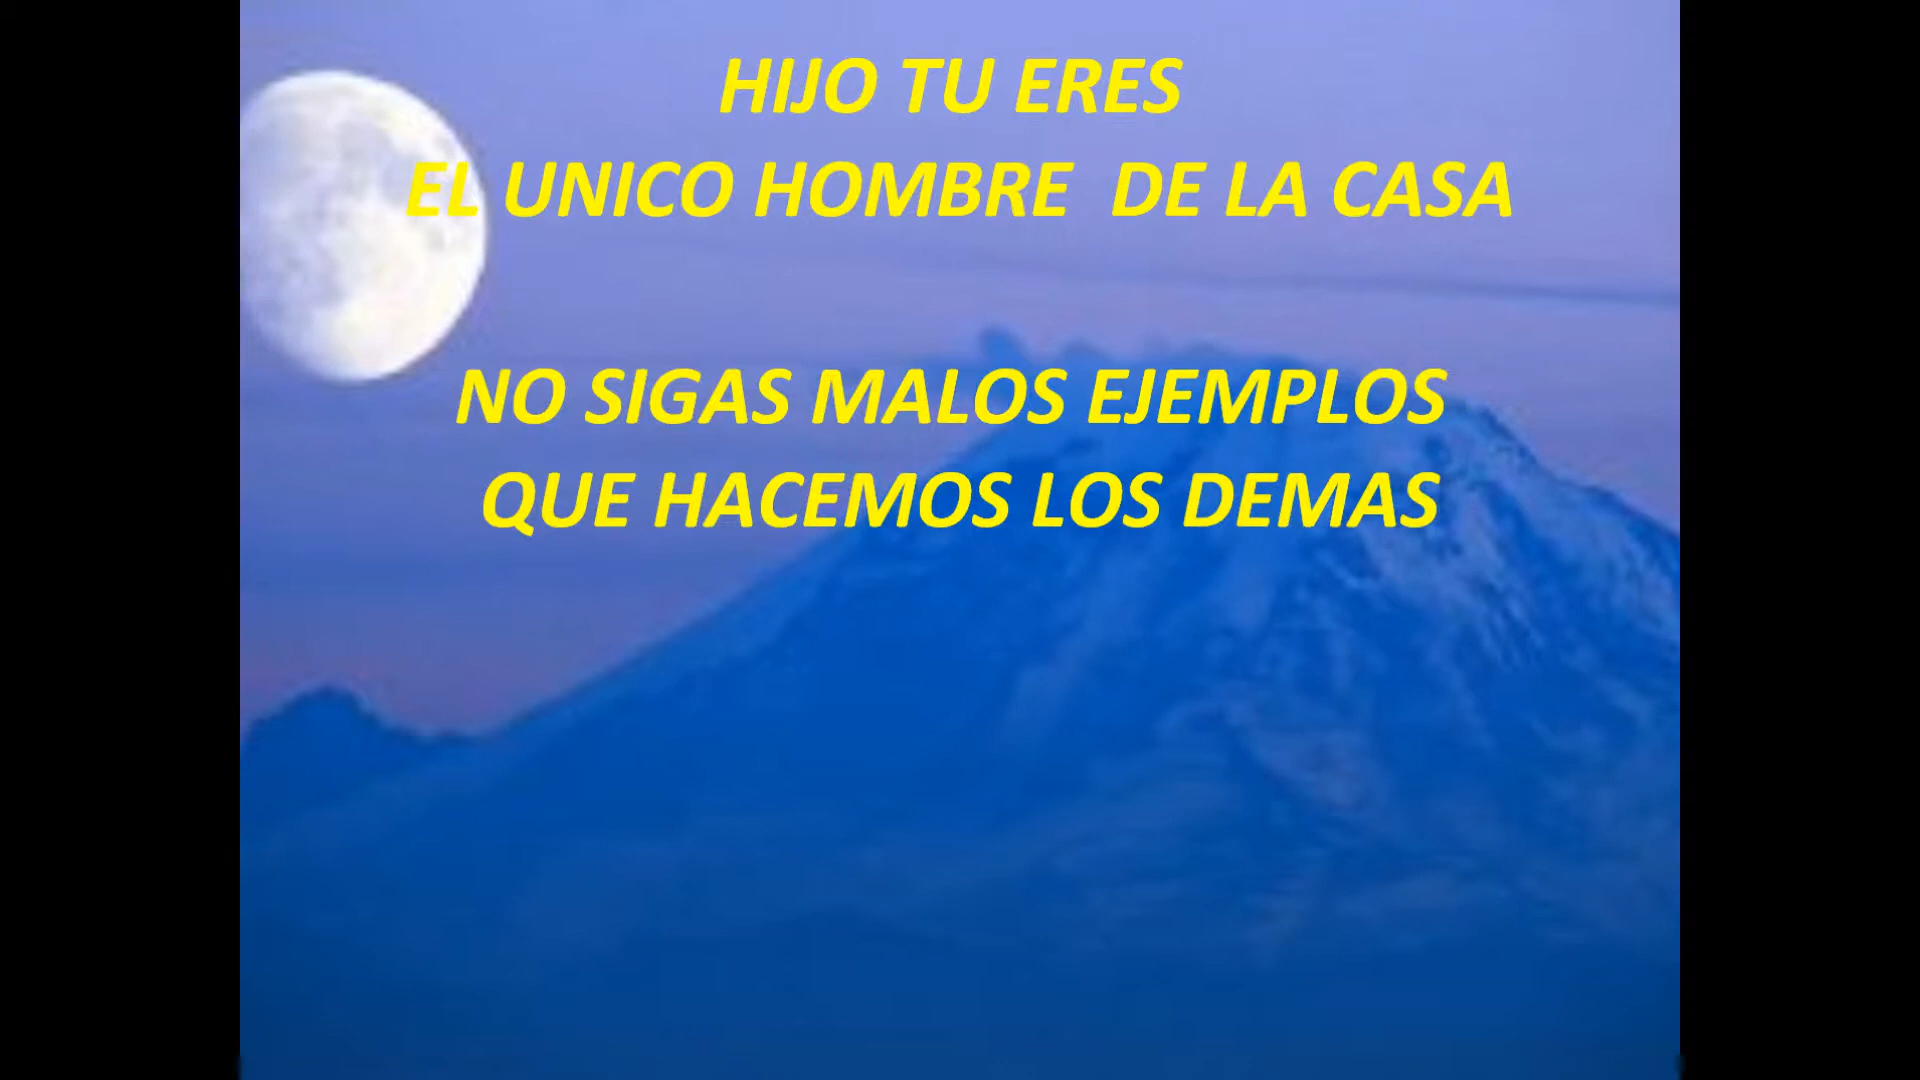 HIJO TU ERES
EL UNICO HOMBRE DE LA CASA
NO SIGAS MALOS EJEMPLOS
QUE HACEMOS LOS DEMAS